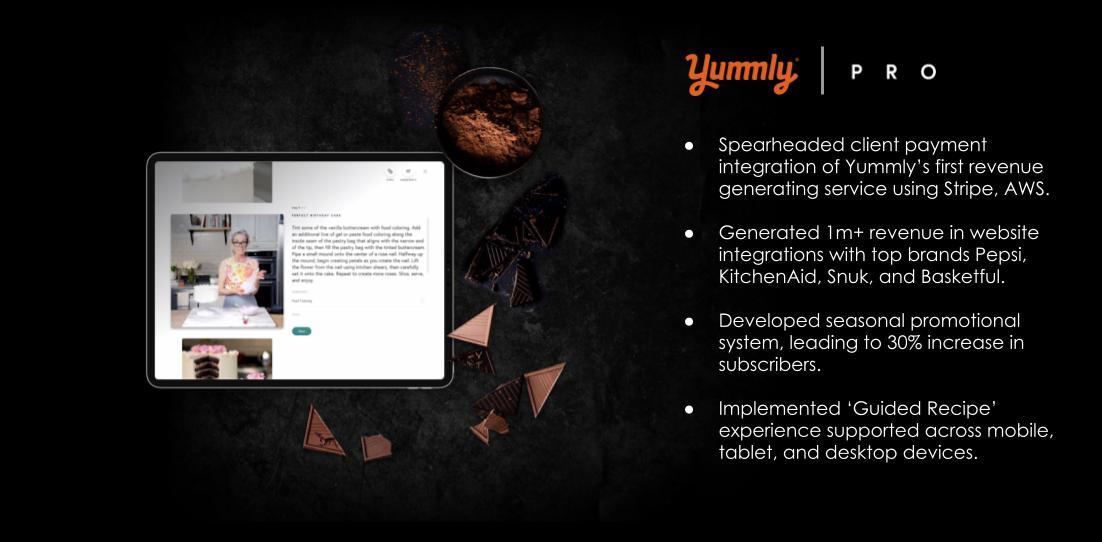 Yummly
PRO
PERFECT BIRTHDAY CAKE
Tint some of the vanilla buttercream with food coloring. Add
an additional line of gel or paste food coloring along the
inside seam of the pastry bag that aligns with the narrow end
of the tip, then fill the pastry bag with the tinted buttercream.
Pipe a small mound onto the center of a rose nail. Halfway up
the mound, begin creating petals as you rotate the nail. Lift
the flower from the nail using kitchen shears, then carefully
set it onto the cake. Repeat to create more roses. Slice, serve,
and enjoy.
Food Coloring
● Spearheaded client payment
integration of Yummly’s first revenue
generating service using Stripe, AWS.
● Generated 1m+ revenue in website
integrations with top brands Pepsi,
KitchenAid, Snuk, and Basketful.
● Developed seasonal promotional
system, leading to 30% increase in
subscribers.
● Implemented ‘Guided Recipe’
experience supported across mobile,
tablet, and desktop devices.